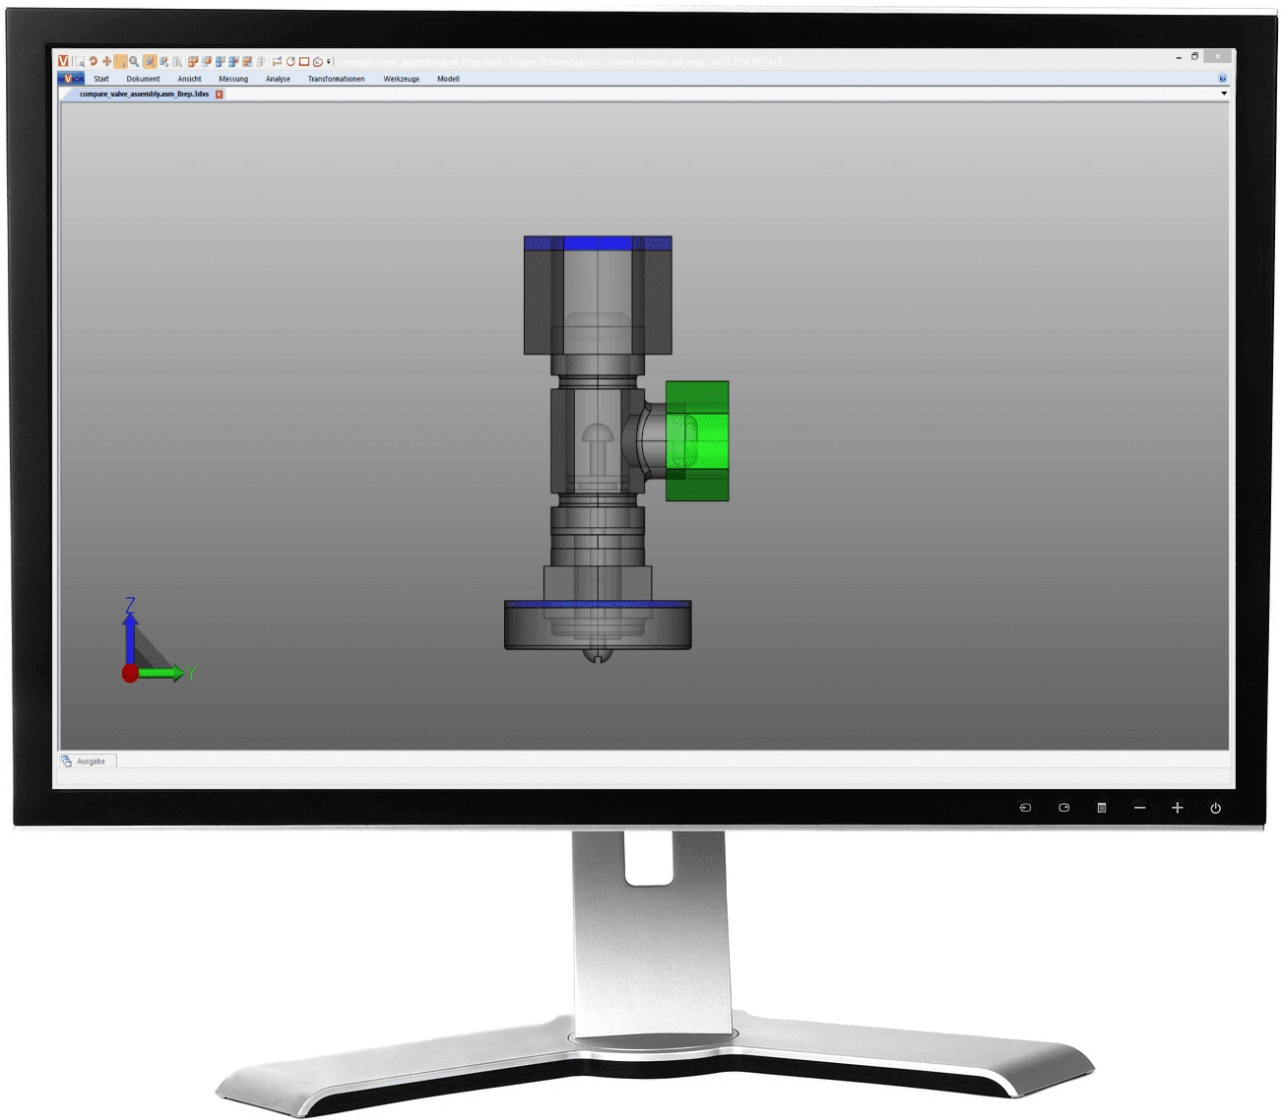 compare_valve_assembly.asm_Brep.3dvs - Kisters 3DViewStation - Kisters internal use only - NOT FOR RESALE
Start Dokument Ansicht Messung Analyse Transformationen Werkzeuge Modell
compare_valve_assembly.asm_Brep.3dvs
Z
Y
Ausgabe